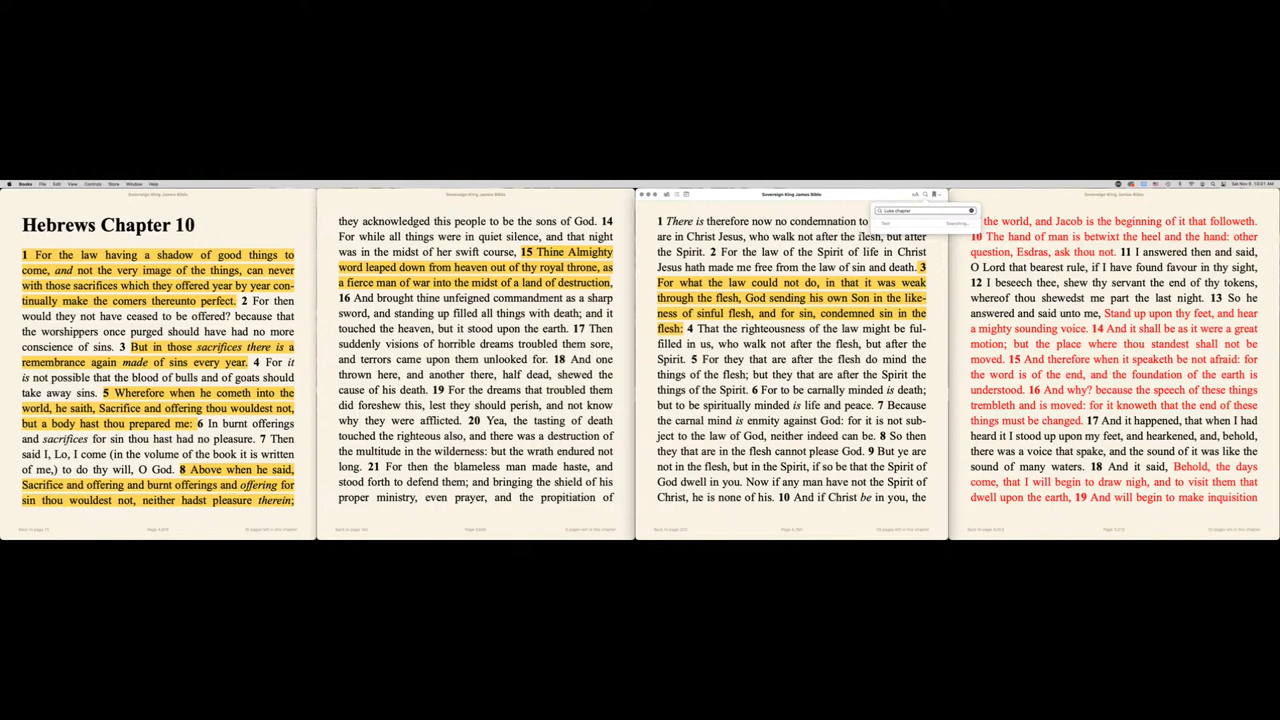 Books File Edit View Controls Store Window Help
Sat Nov 9 10:01 AM
Sovereign King James Bible
Hebrews Chapter 10
1 For the law having a shadow of good things to
come, and not the very image of the things, can never
with those sacrifices which they offered year by year con-
tinually make the comers thereunto perfect. 2 For then
would they not have ceased to be offered? because that
the worshippers once purged should have had no more
conscience of sins. 3 But in those sacrifices there is a
remembrance again made of sins every year. 4 For it
is not possible that the blood of bulls and of goats should
take away sins. 5 Wherefore when he cometh into the
world, he saith, Sacrifice and offering thou wouldest not,
but a body hast thou prepared me: 6 In burnt offerings
and sacrifices for sin thou hast had no pleasure. 7 Then
said I, Lo, I come (in the volume of the book it is written
of me,) to do thy will, O God. 8 Above when he said,
Sacrifice and offering and burnt offerings and offering for
sin thou wouldest not, neither hadst pleasure therein;
Sovereign King James Bible
they acknowledged this people to be the sons of God. 14
For while all things were in quiet silence, and that night
was in the midst of her swift course, 15 Thine Almighty
word leaped down from heaven out of thy royal throne, as
a fierce man of war into the midst of a land of destruction,
16 And brought thine unfeigned commandment as a sharp
sword, and standing up filled all things with death; and it
touched the heaven, but it stood upon the earth. 17 Then
suddenly visions of horrible dreams troubled them sore,
and terrors came upon them unlooked for. 18 And one
thrown here, and another there, half dead, shewed the
cause of his death. 19 For the dreams that troubled them
did foreshew this, lest they should perish, and not know
why they were afflicted. 20 Yea, the tasting of death
touched the righteous also, and there was a destruction of
the multitude in the wilderness: but the wrath endured not
long. 21 For then the blameless man made haste, and
stood forth to defend them; and bringing the shield of his
proper ministry, even prayer, and the propitiation of
Sovereign King James Bible
Luke chapter
Text Searching...
1 There is therefore now no condemnation to
are in Christ Jesus, who walk not after the flesh, but after
the Spirit. 2 For the law of the Spirit of life in Christ
Jesus hath made me free from the law of sin and death. 3
For what the law could not do, in that it was weak
through the flesh, God sending his own Son in the like-
ness of sinful flesh, and for sin, condemned sin in the
flesh: 4 That the righteousness of the law might be ful-
filled in us, who walk not after the flesh, but after the
Spirit. 5 For they that are after the flesh do mind the
things of the flesh; but they that are after the Spirit the
things of the Spirit. 6 For to be carnally minded is death;
but to be spiritually minded is life and peace. 7 Because
the carnal mind is enmity against God: for it is not sub-
ject to the law of God, neither indeed can be. 8 So then
they that are in the flesh cannot please God. 9 But ye are
not in the flesh, but in the Spirit, if so be that the Spirit of
God dwell in you. Now if any man have not the Spirit of
Christ, he is none of his. 10 And if Christ be in you, the
Sovereign King James Bible
the world, and Jacob is the beginning of it that followeth.
10 The hand of man is betwixt the heel and the hand: other
question, Esdras, ask thou not. 11 I answered then and said,
O Lord that bearest rule, if I have found favour in thy sight,
12 I beseech thee, shew thy servant the end of thy tokens,
whereof thou shewedst me part the last night. 13 So he
answered and said unto me, Stand up upon thy feet, and hear
a mighty sounding voice. 14 And it shall be as it were a great
motion; but the place where thou standest shall not be
moved. 15 And therefore when it speaketh be not afraid: for
the word is of the end, and the foundation of the earth is
understood. 16 And why? because the speech of these things
trembleth and is moved: for it knoweth that the end of these
things must be changed. 17 And it happened, that when I had
heard it I stood up upon my feet, and hearkened, and, behold,
there was a voice that spake, and the sound of it was like the
sound of many waters. 18 And it said, Behold, the days
come, that I will begin to draw nigh, and to visit them that
dwell upon the earth, 19 And will begin to make inquisition